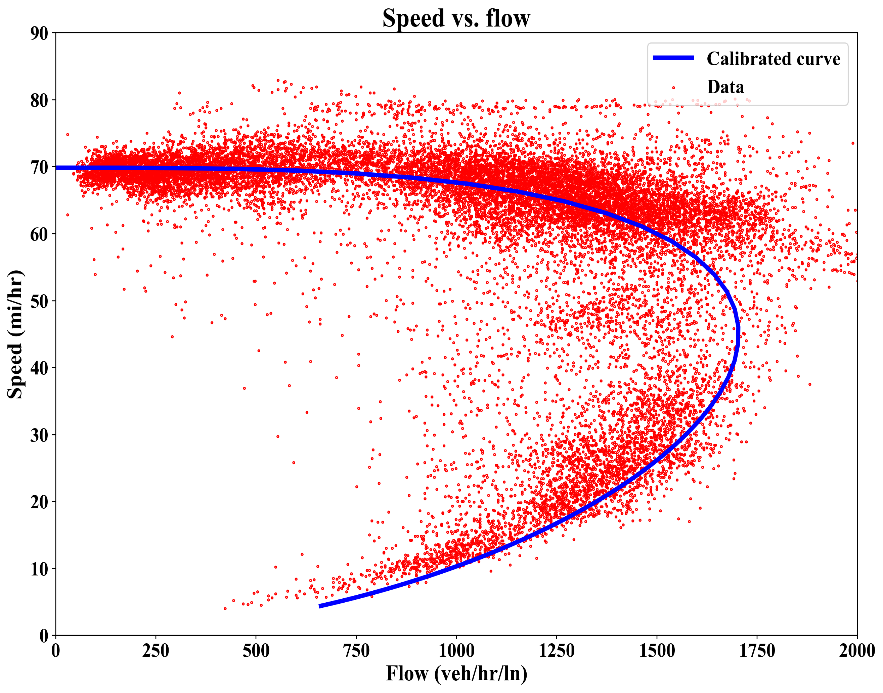 Speed vs. flow
90
80
70
60
50
40
30
20
10
0
Speed (mi/hr)
Calibrated curve
Data
0 250 500 750 1000 1250 1500 1750 2000
Flow (veh/hr/ln)